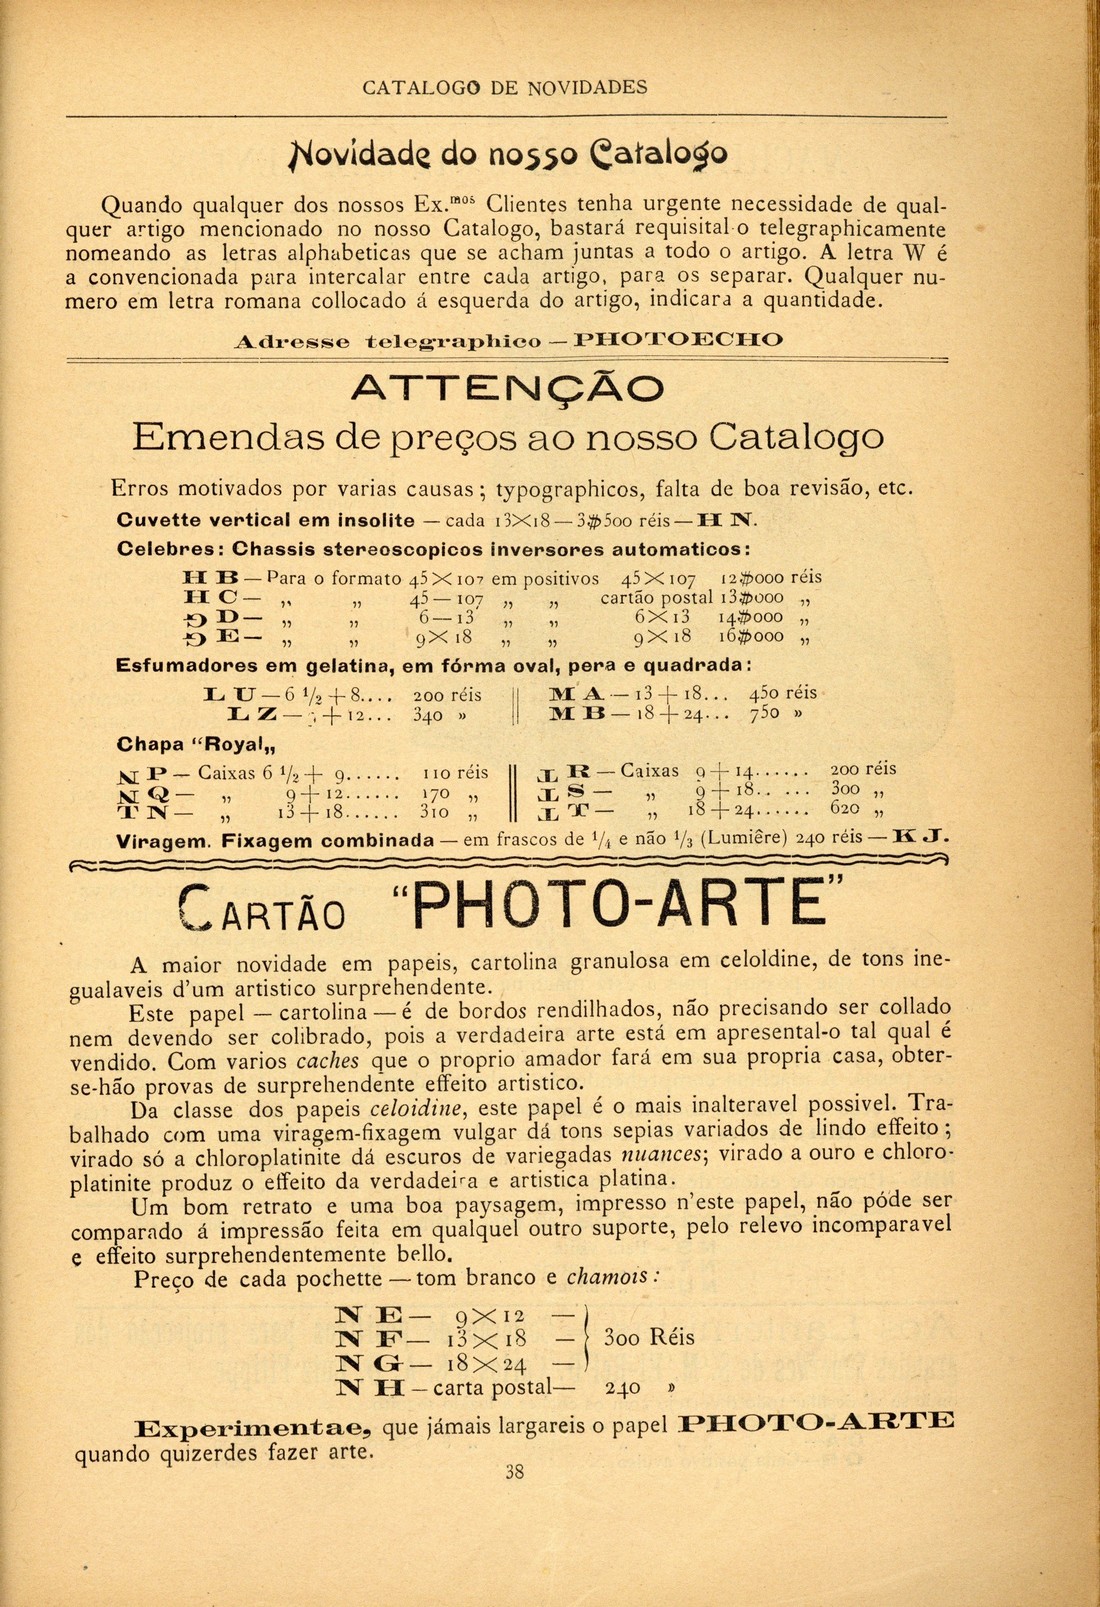 CATALOGO DE NOVIDADES
Novidade do nosso Catalogo
Quando qualquer dos nossos Ex.mos Clientes tenha urgente necessidade de qual-
quer artigo mencionado no nosso Catalogo, bastará requisital-o telegraphicamente
nomeando as letras alphabeticas que se acham juntas a todo o artigo. A letra W é
a convencionada para intercalar entre cada artigo, para os separar. Qualquer nu-
mero em letra romana collocado á esquerda do artigo, indicara a quantidade.
Adresse telegraphico — PHOTOECHO
ATTENÇÃO
Emendas de preços ao nosso Catalogo
Erros motivados por varias causas; typographicos, falta de boa revisão, etc.
Cuvette vertical em insolite — cada 13×18 — 3$500 réis — H N.
Celebres: Chassis stereoscopicos inversores automaticos:
H B — Para o formato 45×107 em positivos 45×107 12$000 réis
H C — „ „ 45—107 „ „ cartão postal 13$000 „
D — „ „ 6—13 „ „ 6×13 14$000 „
E — „ „ 9×18 „ „ 9×18 16$000 „
Esfumadores em gelatina, em fórma oval, pera e quadrada:
L U — 6 1/2 + 8.... 200 réis || M A — 13 + 18... 450 réis
L Z — + 12... 340 » || M B — 18 + 24... 750 »
Chapa “Royal„
N P — Caixas 6 1/2 + 9...... 110 réis || T R — Caixas 9 + 14...... 200 réis
N Q — „ 9 + 12...... 170 „ || T S — „ 9 + 18.. ... 300 „
T N — „ 13 + 18...... 310 „ || T T — „ 18 + 24...... 620 „
Viragem. Fixagem combinada — em frascos de 1/4 e não 1/3 (Lumiêre) 240 réis — K J.
CARTÃO “PHOTO-ARTE”
A maior novidade em papeis, cartolina granulosa em celoldine, de tons ine-
gualaveis d'um artistico surprehendente.
Este papel — cartolina — é de bordos rendilhados, não precisando ser collado
nem devendo ser colibrado, pois a verdadeira arte está em apresental-o tal qual é
vendido. Com varios caches que o proprio amador fará em sua propria casa, obter-
se-hão provas de surprehendente effeito artistico.
Da classe dos papeis celoidine, este papel é o mais inalteravel possivel. Tra-
balhado com uma viragem-fixagem vulgar dá tons sepias variados de lindo effeito;
virado só a chloroplatinite dá escuros de variegadas nuances; virado a ouro e chloro-
platinite produz o effeito da verdadeira e artistica platina.
Um bom retrato e uma boa paysagem, impresso n'este papel, não póde ser
comparado á impressão feita em qualquer outro suporte, pelo relevo incomparavel
e effeito surprehendentemente bello.
Preço de cada pochette — tom branco e chamois:
N E — 9×12 —
N F — 13×18 — } 300 Réis
N G — 18×24 —
N H — carta postal — 240 »
Experimentae, que jámais largareis o papel PHOTO-ARTE
quando quizerdes fazer arte.
38